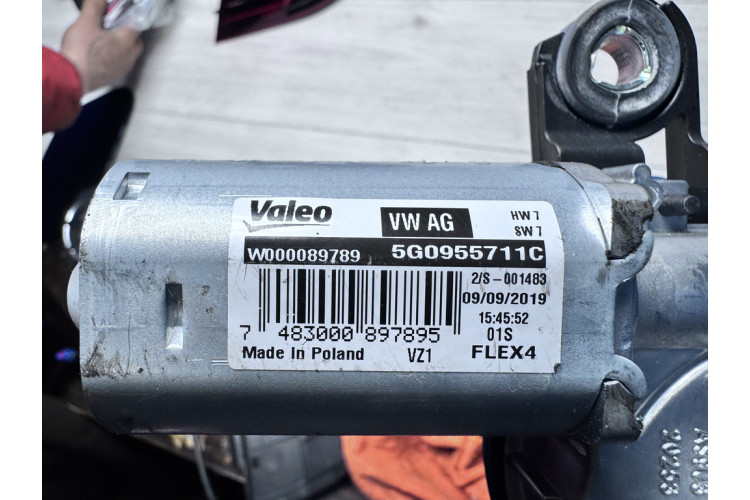 Valeo
VW AG
HW 7
SW 7
W000089789
5G0955711C
2/S-001483
09/09/2019
15:45:52
7 483000 897895
01S
Made in Poland
VZ1
FLEX4